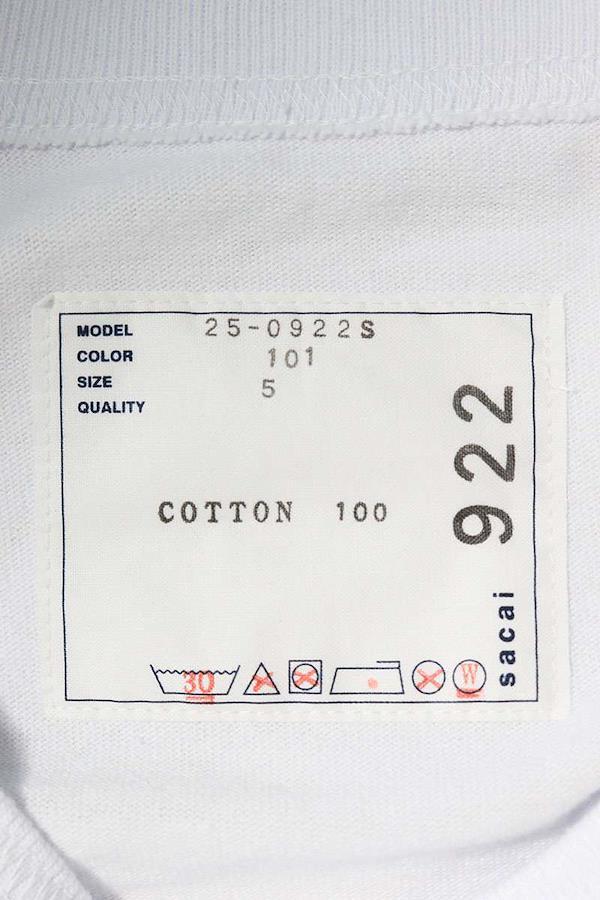 MODEL 25-0922S
COLOR 101
SIZE 5
QUALITY
COTTON 100
922
sacai
30
W